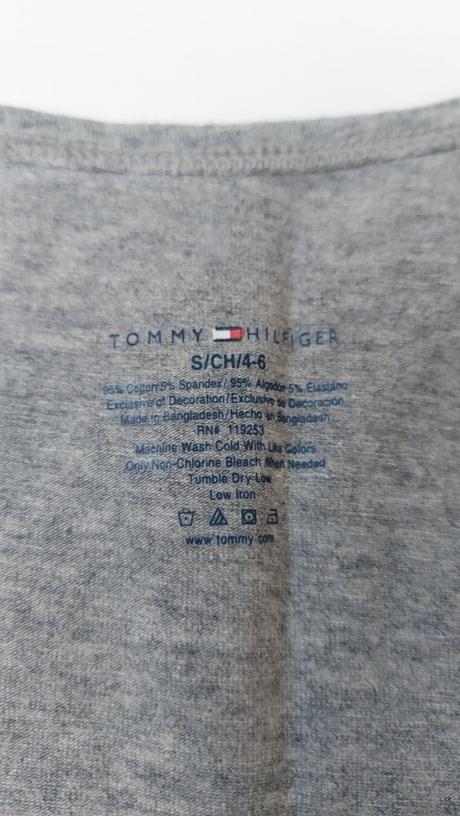 TOMMY HILFIGER
S/CH/4-6
95% Cotton 5% Spandex/ 95% Algodón 5% Elastano
Exclusive of Decoration/Exclusivo de Decoración
Made in Bangladesh/Hecho en Bangladesh
RN# 119253
Machine Wash Cold With Like Colors
Only Non-Chlorine Bleach When Needed
Tumble Dry Low
Low Iron
www.tommy.com